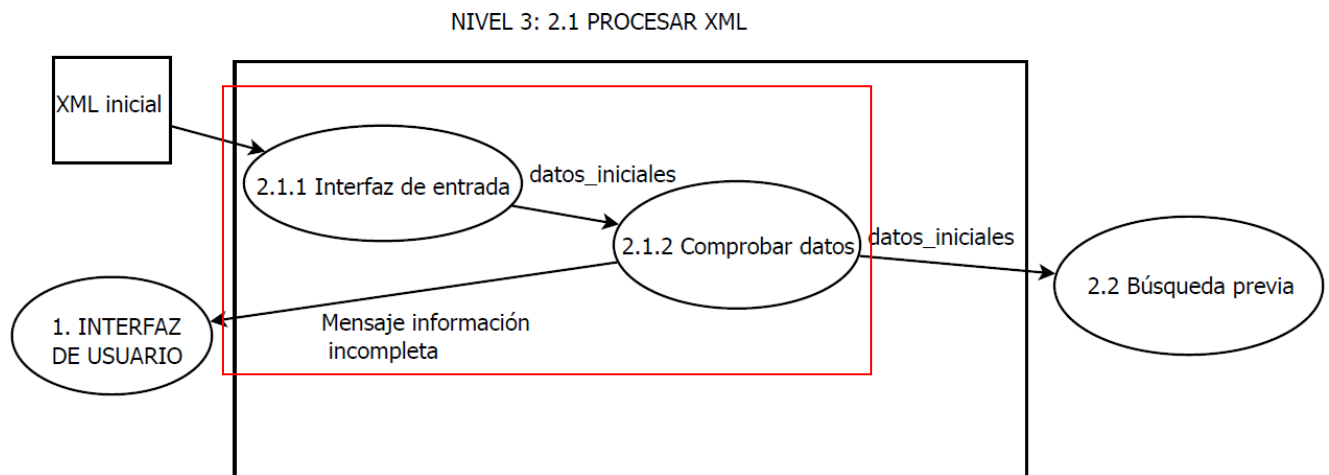 NIVEL 3: 2.1 PROCESAR XML
XML inicial
2.1.1 Interfaz de entrada
datos_iniciales
2.1.2 Comprobar datos
datos_iniciales
2.2 Búsqueda previa
1. INTERFAZ
DE USUARIO
Mensaje información
incompleta